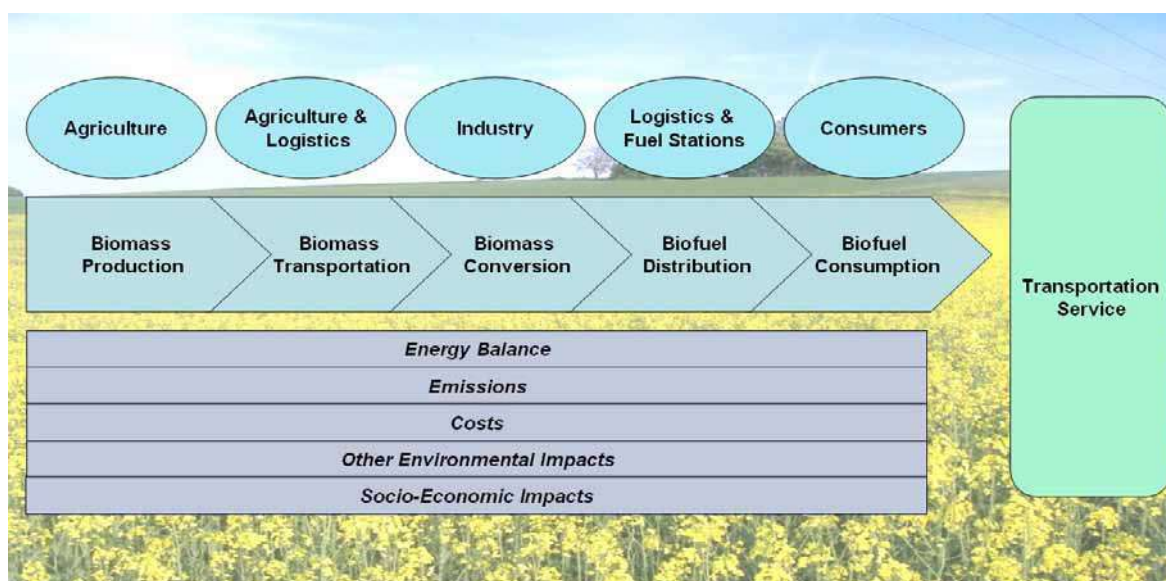 Agriculture
Agriculture &
Logistics
Industry
Logistics &
Fuel Stations
Consumers
Biomass
Production
Biomass
Transportation
Biomass
Conversion
Biofuel
Distribution
Biofuel
Consumption
Transportation
Service
Energy Balance
Emissions
Costs
Other Environmental Impacts
Socio-Economic Impacts